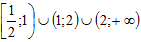 [1/2;1) ∪ (1;2) ∪ (2;+∞)